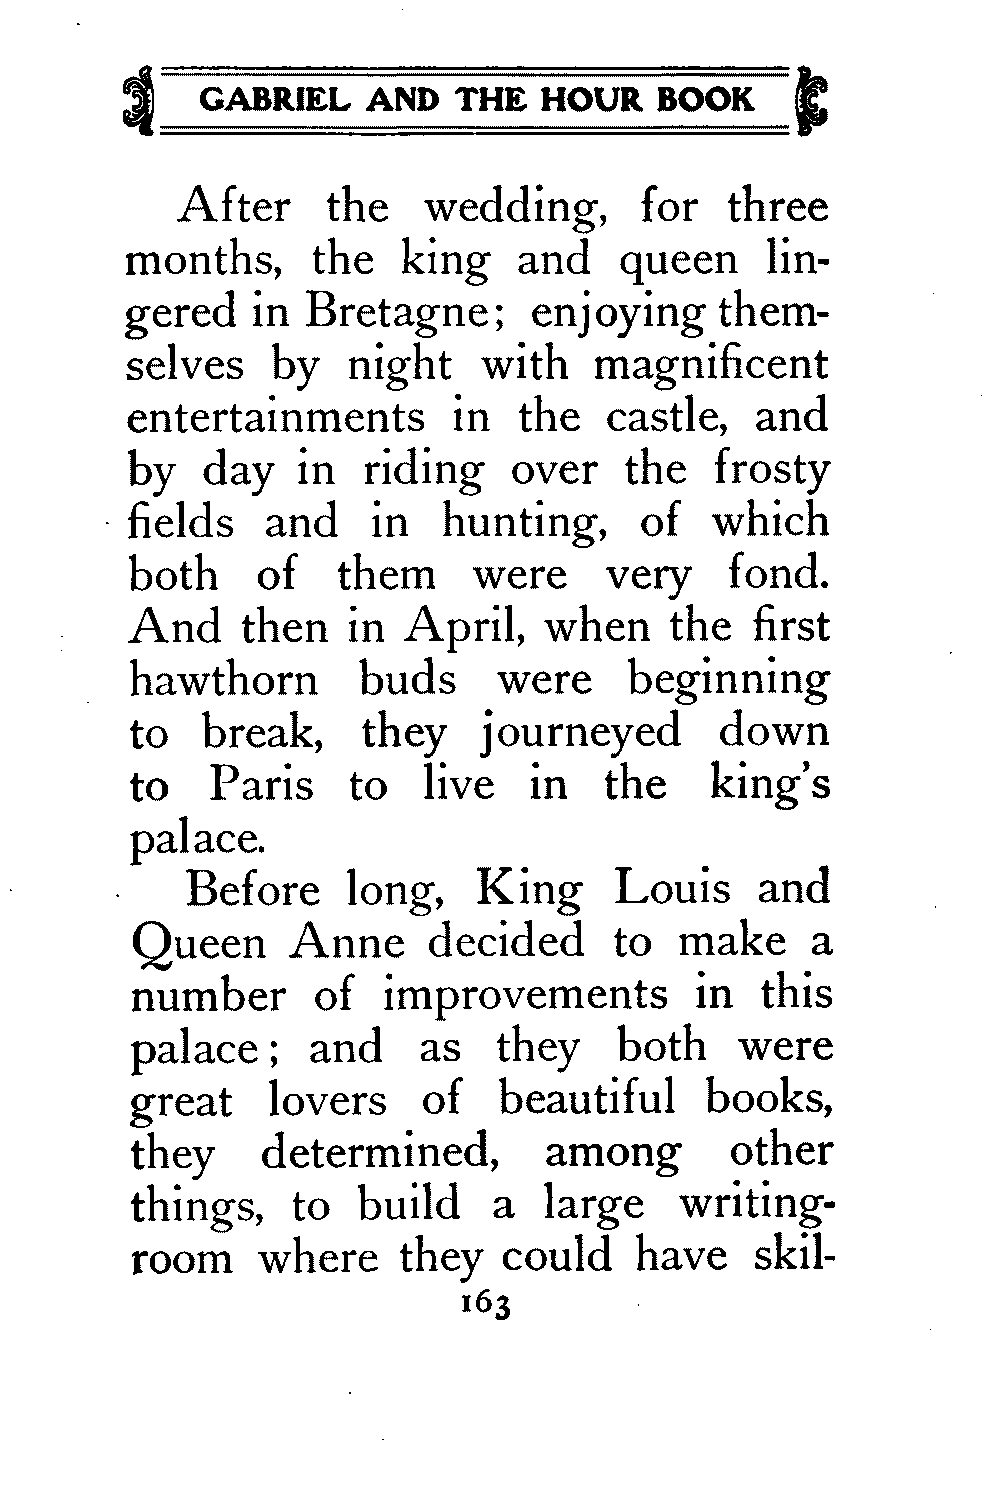 GABRIEL AND THE HOUR BOOK
After the wedding, for three
months, the king and queen lin-
gered in Bretagne; enjoying them-
selves by night with magnificent
entertainments in the castle, and
by day in riding over the frosty
fields and in hunting, of which
both of them were very fond.
And then in April, when the first
hawthorn buds were beginning
to break, they journeyed down
to Paris to live in the king's
palace.
Before long, King Louis and
Queen Anne decided to make a
number of improvements in this
palace; and as they both were
great lovers of beautiful books,
they determined, among other
things, to build a large writing-
room where they could have skil-
163